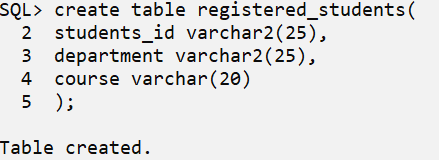 SQL> create table registered_students(
  2  students_id varchar2(25),
  3  department varchar2(25),
  4  course varchar(20)
  5  );
Table created.